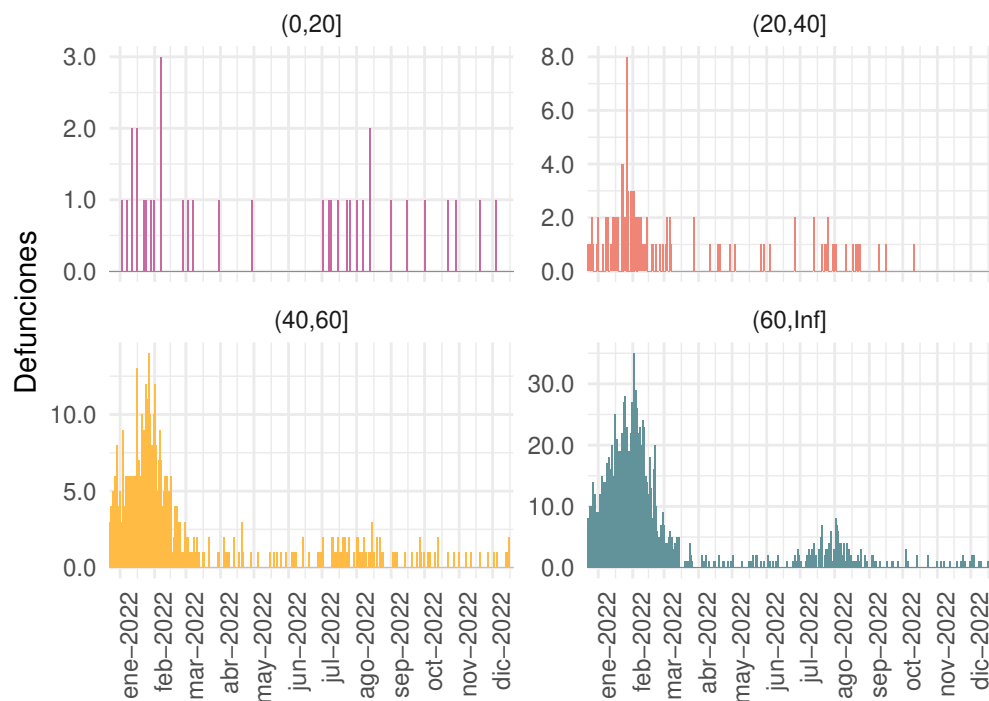 Defunciones
(0,20]
3.0
2.0
1.0
0.0
(20,40]
8.0
6.0
4.0
2.0
0.0
(40,60]
10.0
5.0
0.0
ene−2022
feb−2022
mar−2022
abr−2022
may−2022
jun−2022
jul−2022
ago−2022
sep−2022
oct−2022
nov−2022
dic−2022
(60,Inf]
30.0
20.0
10.0
0.0
ene−2022
feb−2022
mar−2022
abr−2022
may−2022
jun−2022
jul−2022
ago−2022
sep−2022
oct−2022
nov−2022
dic−2022